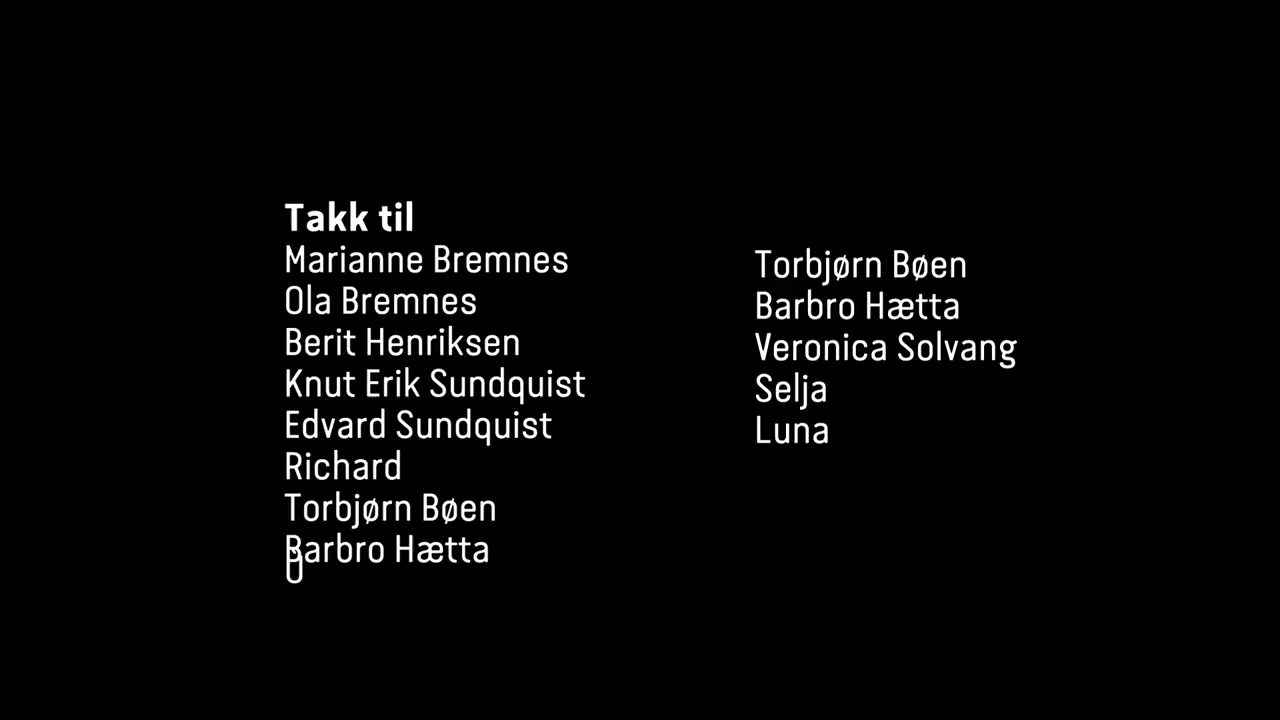 Takk til
Marianne Bremnes
Ola Bremnes
Berit Henriksen
Knut Erik Sundquist
Edvard Sundquist
Richard
Torbjørn Bøen
Barbro Hætta
Torbjørn Bøen
Barbro Hætta
Veronica Solvang
Selja
Luna